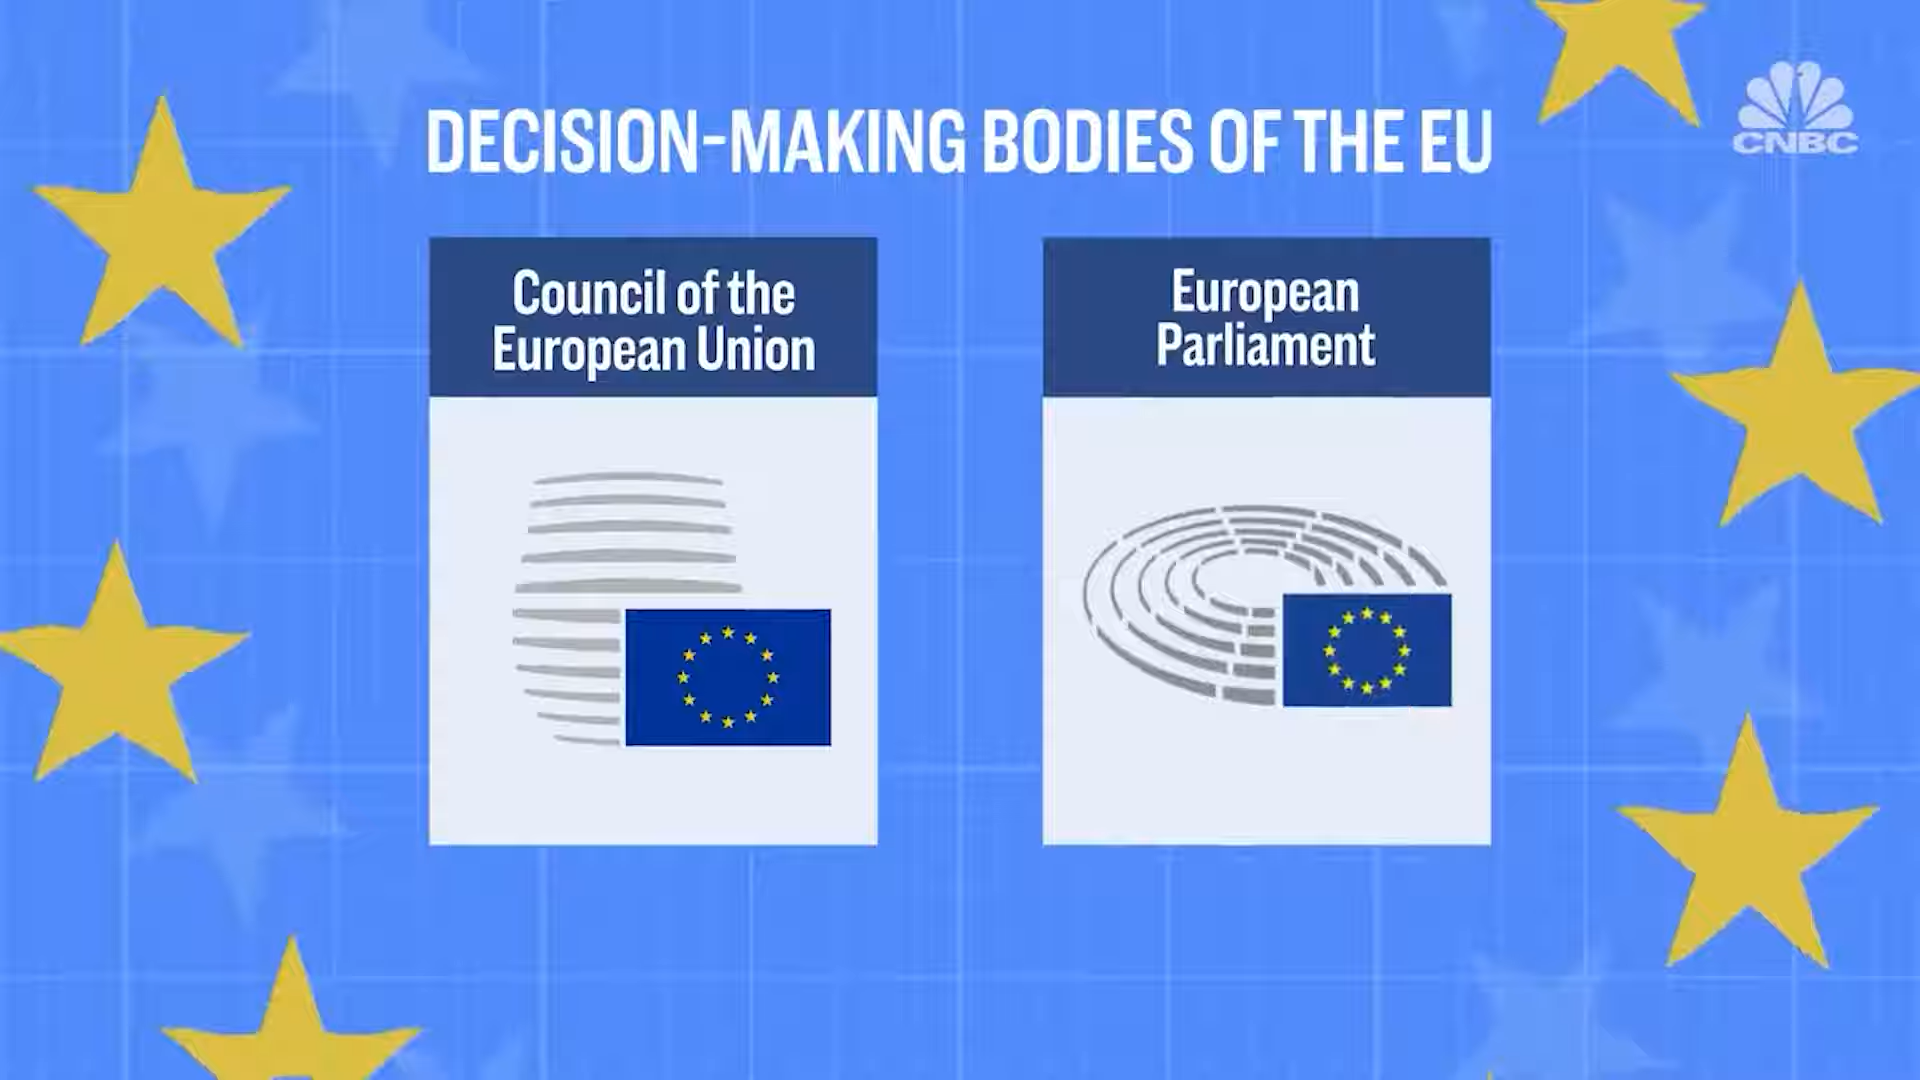 DECISION-MAKING BODIES OF THE EU
CNBC
Council of the
European Union
European
Parliament